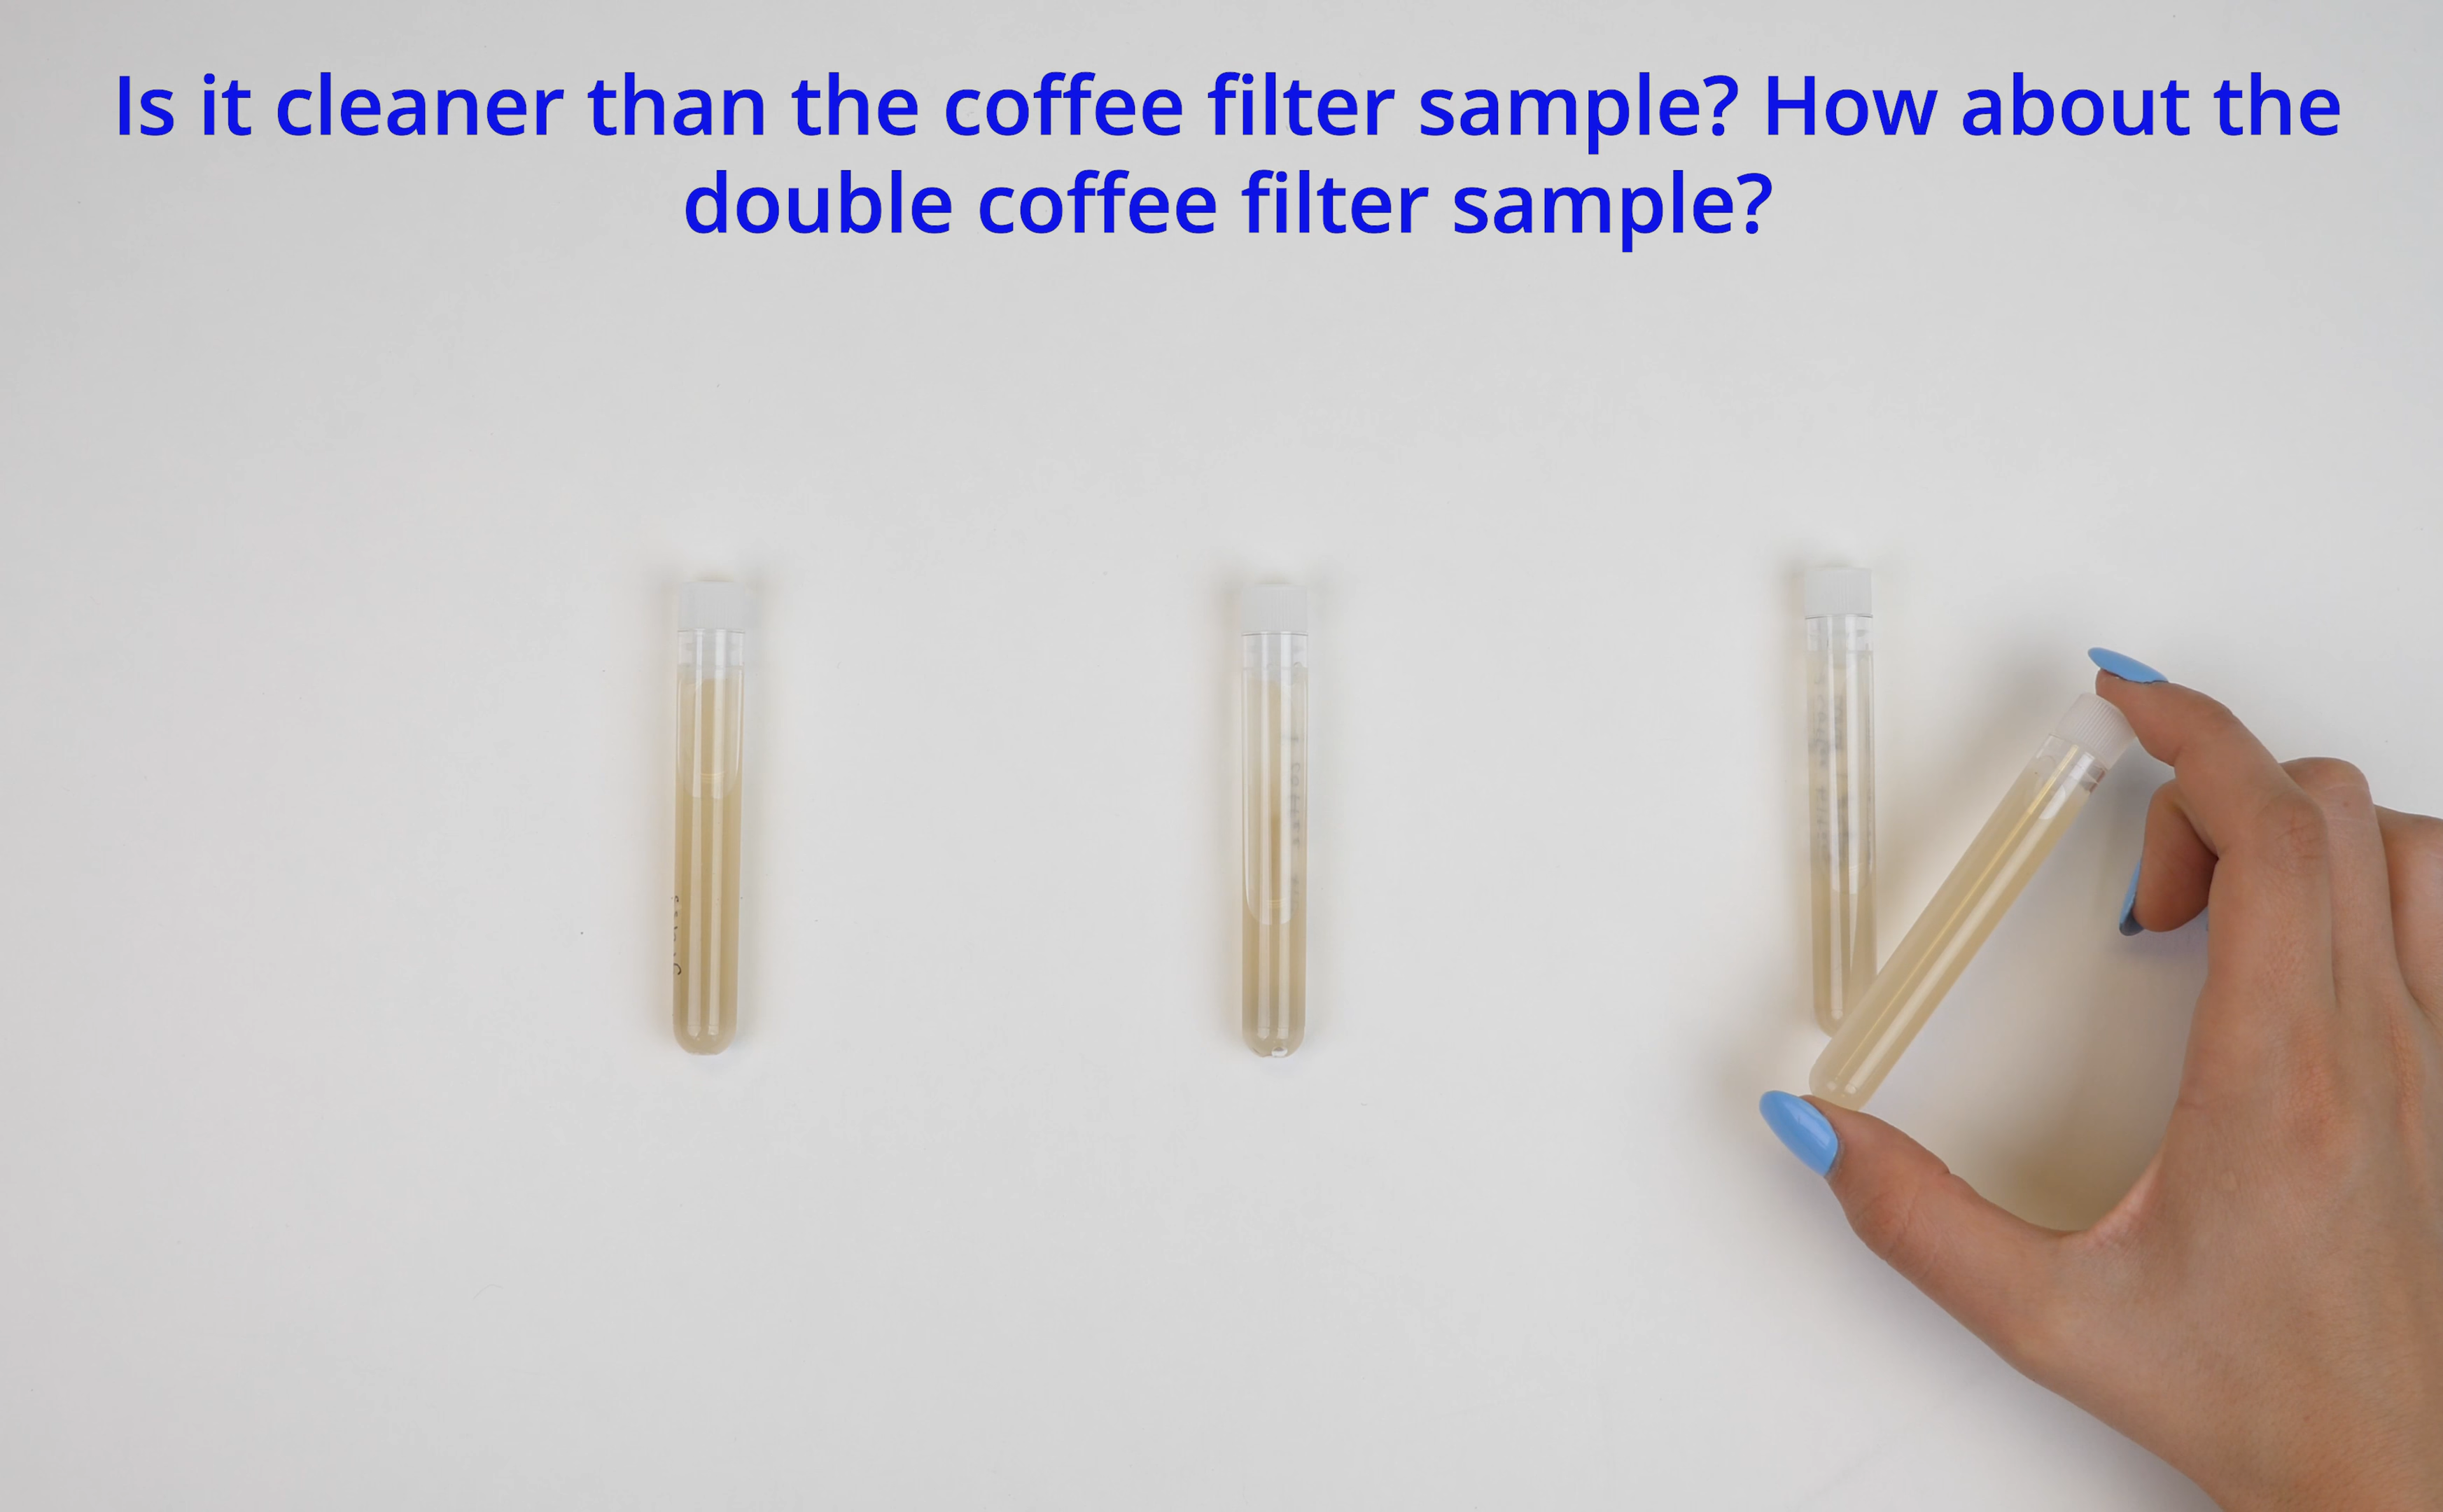 Is it cleaner than the coffee filter sample? How about the
double coffee filter sample?